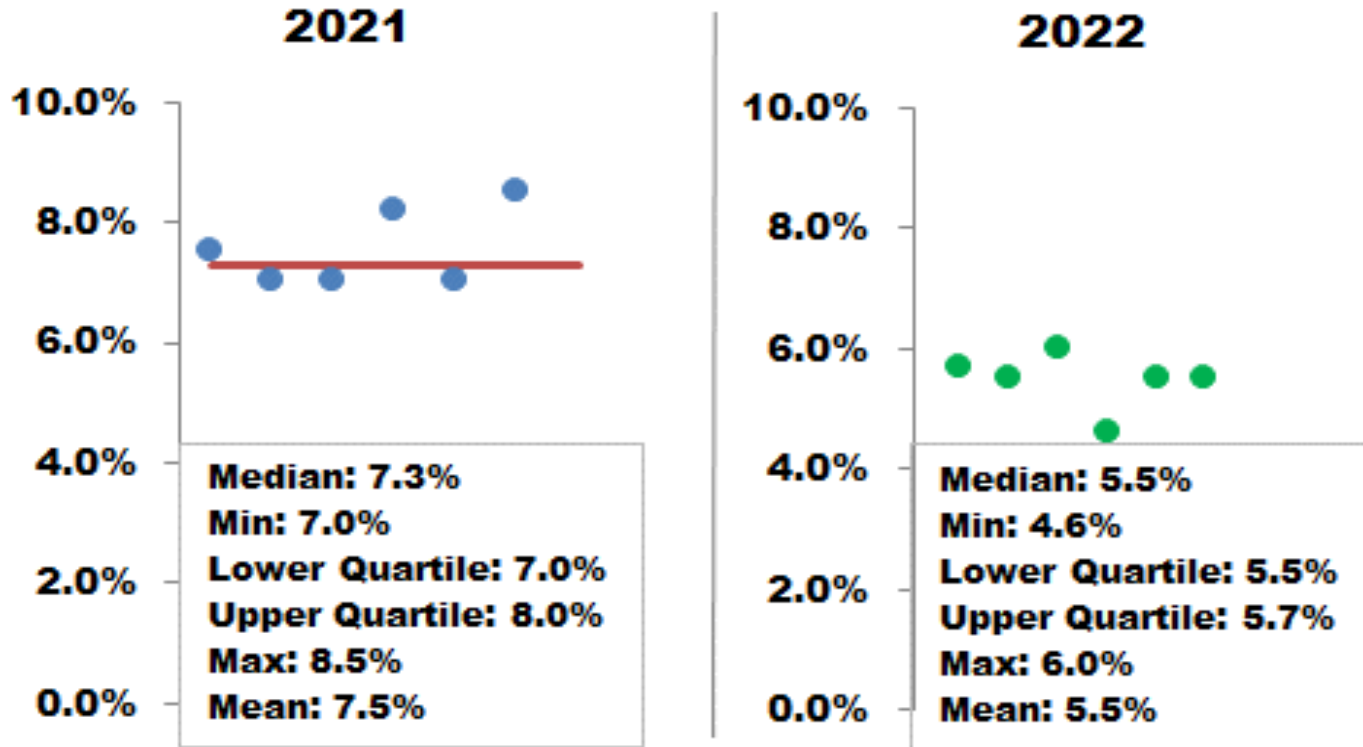 2021
10.0%
8.0%
6.0%
4.0%
2.0%
0.0%
Median: 7.3%
Min: 7.0%
Lower Quartile: 7.0%
Upper Quartile: 8.0%
Max: 8.5%
Mean: 7.5%
2022
10.0%
8.0%
6.0%
4.0%
2.0%
0.0%
Median: 5.5%
Min: 4.6%
Lower Quartile: 5.5%
Upper Quartile: 5.7%
Max: 6.0%
Mean: 5.5%